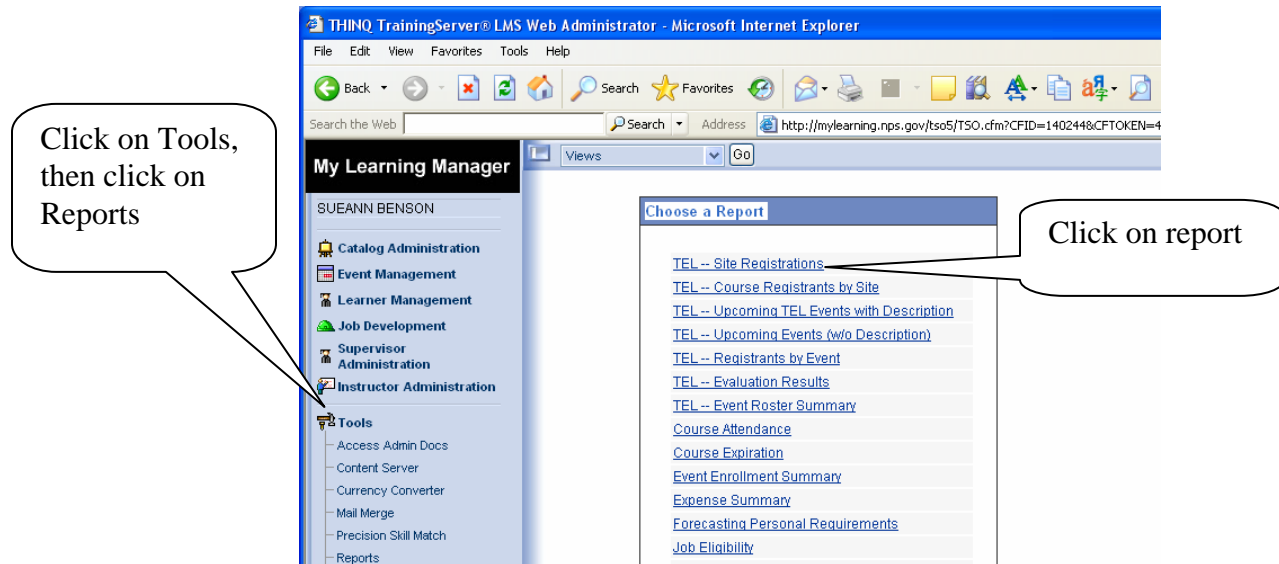 THINQ TrainingServer® LMS Web Administrator - Microsoft Internet Explorer
File Edit View Favorites Tools Help
Back Search Favorites
Search the Web Search Address http://mylearning.nps.gov/tso5/TSO.cfm?CFID=140244&CFTOKEN=4
Click on Tools,
then click on
Reports
My Learning Manager
Views Go
SUEANN BENSON
Catalog Administration
Event Management
Learner Management
Job Development
Supervisor
Administration
Instructor Administration
Tools
Access Admin Docs
Content Server
Currency Converter
Mail Merge
Precision Skill Match
Reports
Choose a Report
TEL -- Site Registrations
TEL -- Course Registrants by Site
TEL -- Upcoming TEL Events with Description
TEL -- Upcoming Events (w/o Description)
TEL -- Registrants by Event
TEL -- Evaluation Results
TEL -- Event Roster Summary
Course Attendance
Course Expiration
Event Enrollment Summary
Expense Summary
Forecasting Personal Requirements
Job Eligibility
Click on report